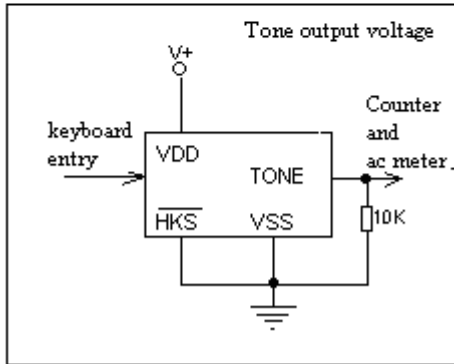 Tone output voltage
V+
Counter
and
ac meter
keyboard
entry
VDD
TONE
HKS
VSS
10K